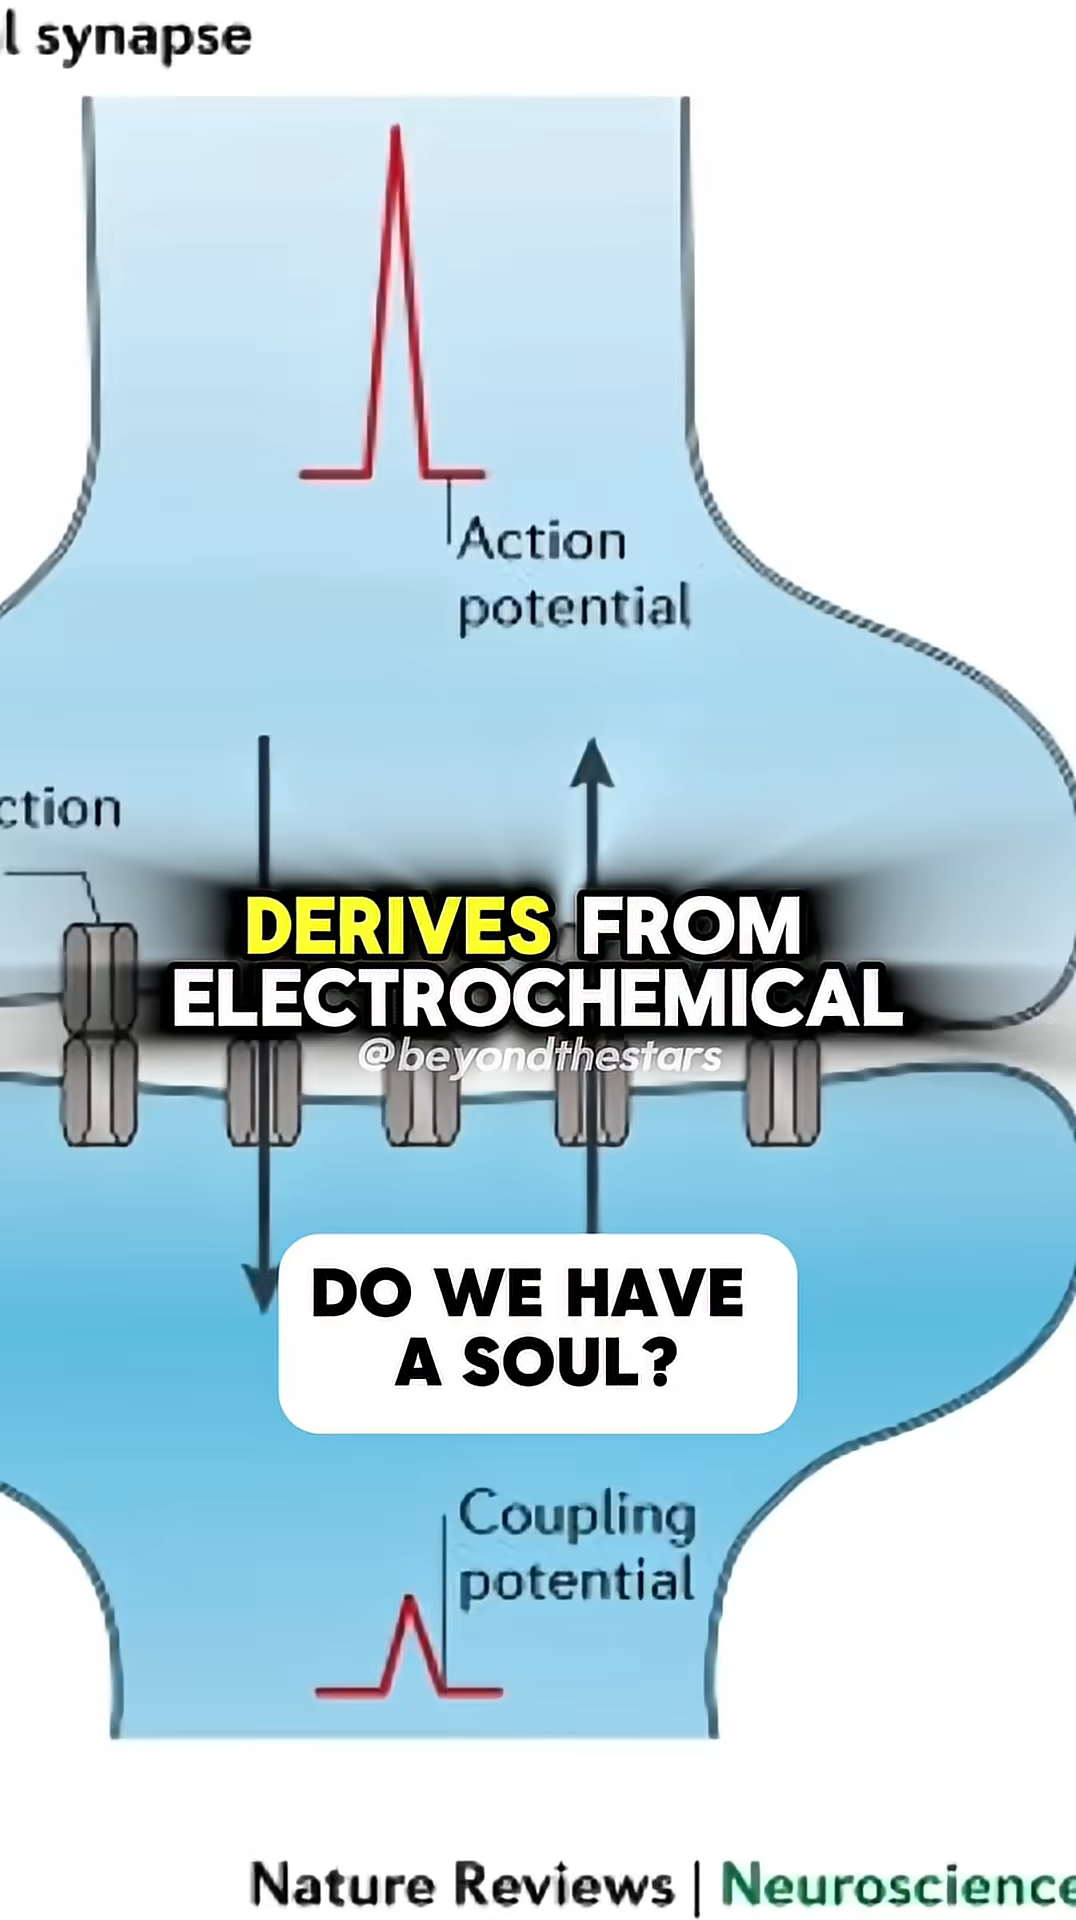 l synapse
Action
potential
ction
DERIVES FROM
ELECTROCHEMICAL
@beyondthestars
DO WE HAVE
A SOUL?
Coupling
potential
Nature Reviews | Neuroscience